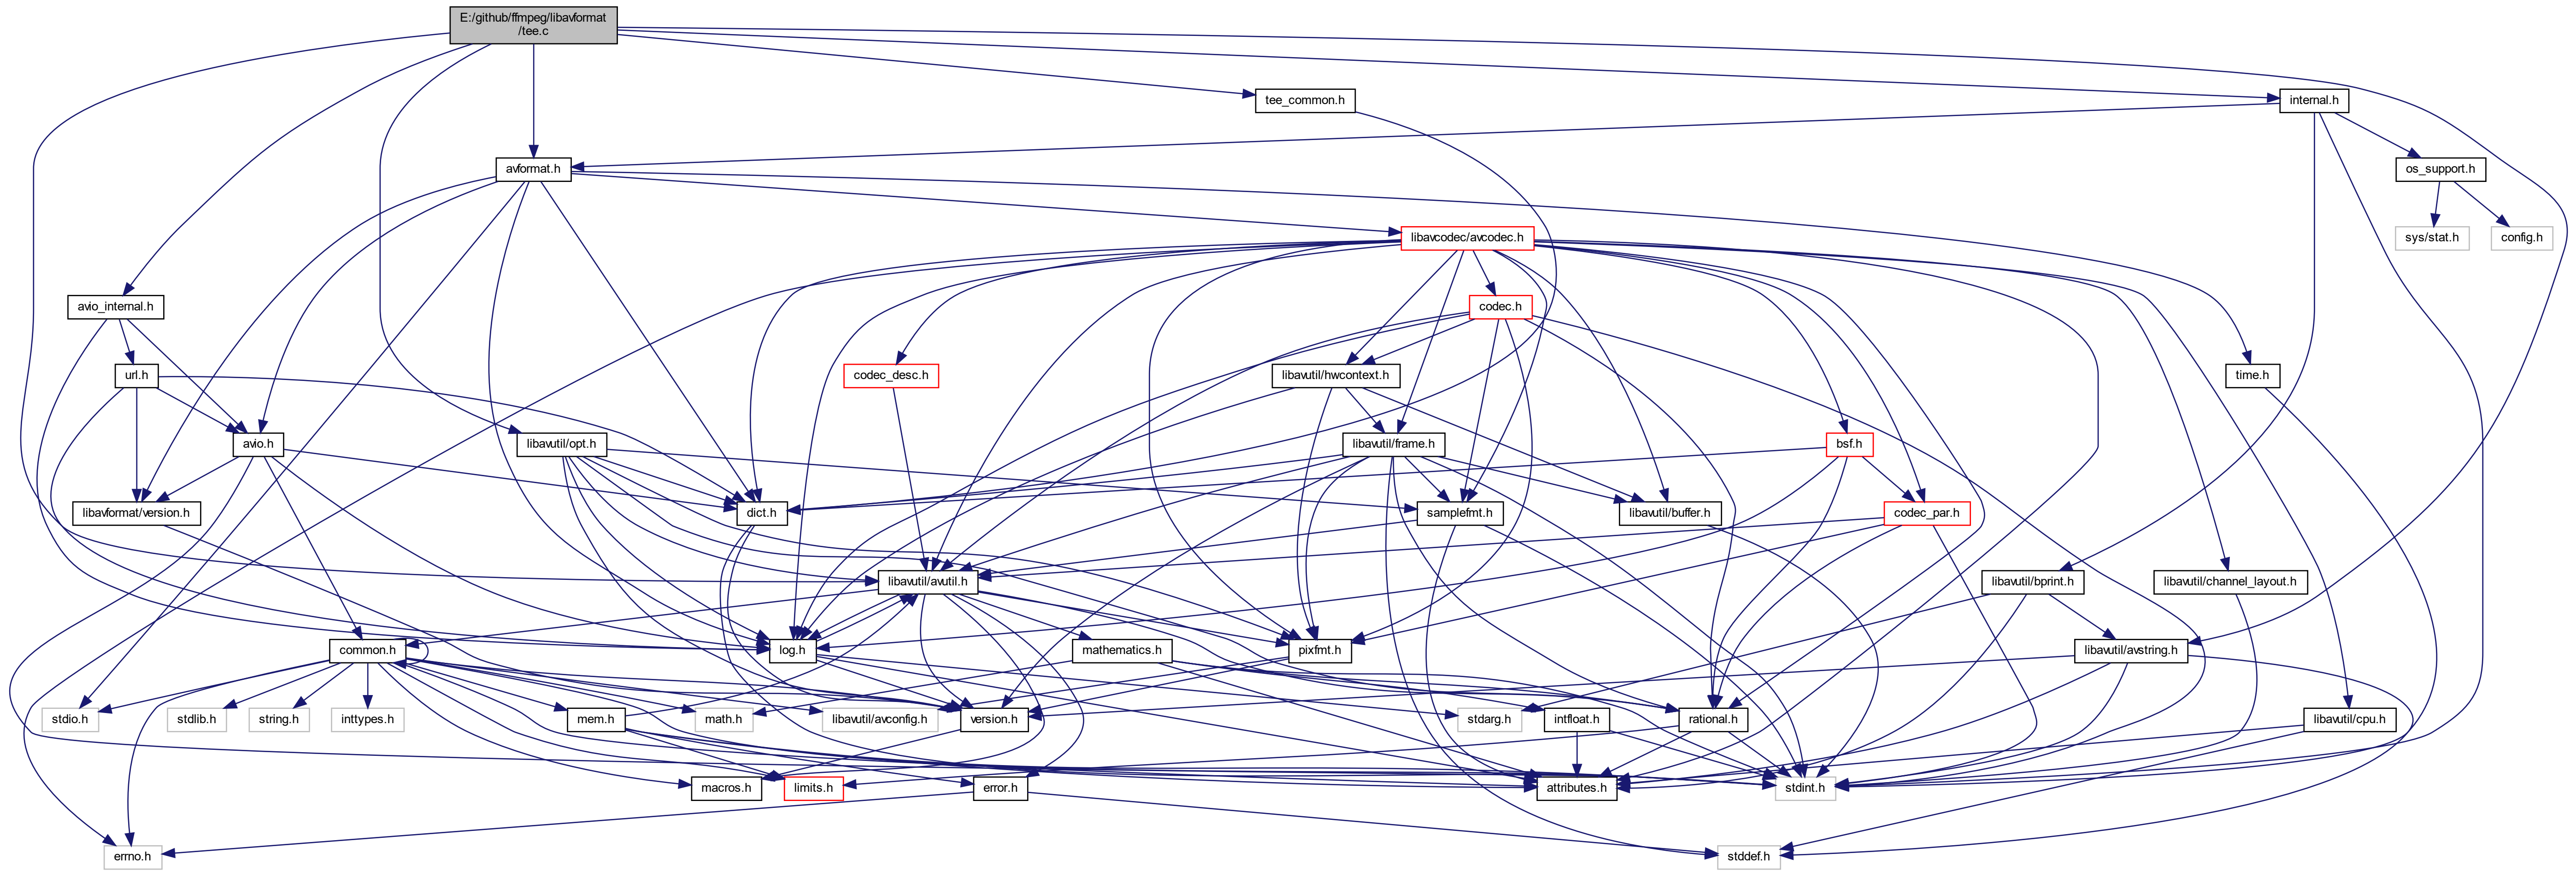 E:/github/ffmpeg/libavformat
/tee.c
tee_common.h
internal.h
avformat.h
os_support.h
libavcodec/avcodec.h
sys/stat.h
config.h
avio_internal.h
codec.h
url.h
codec_desc.h
libavutil/hwcontext.h
time.h
avio.h
libavutil/opt.h
libavutil/frame.h
bsf.h
libavformat/version.h
dict.h
samplefmt.h
libavutil/buffer.h
codec_par.h
libavutil/avutil.h
libavutil/bprint.h
libavutil/channel_layout.h
common.h
log.h
mathematics.h
pixfmt.h
libavutil/avstring.h
stdio.h
stdlib.h
string.h
inttypes.h
mem.h
math.h
libavutil/avconfig.h
version.h
stdarg.h
intfloat.h
rational.h
libavutil/cpu.h
macros.h
limits.h
error.h
attributes.h
stdint.h
errno.h
stddef.h